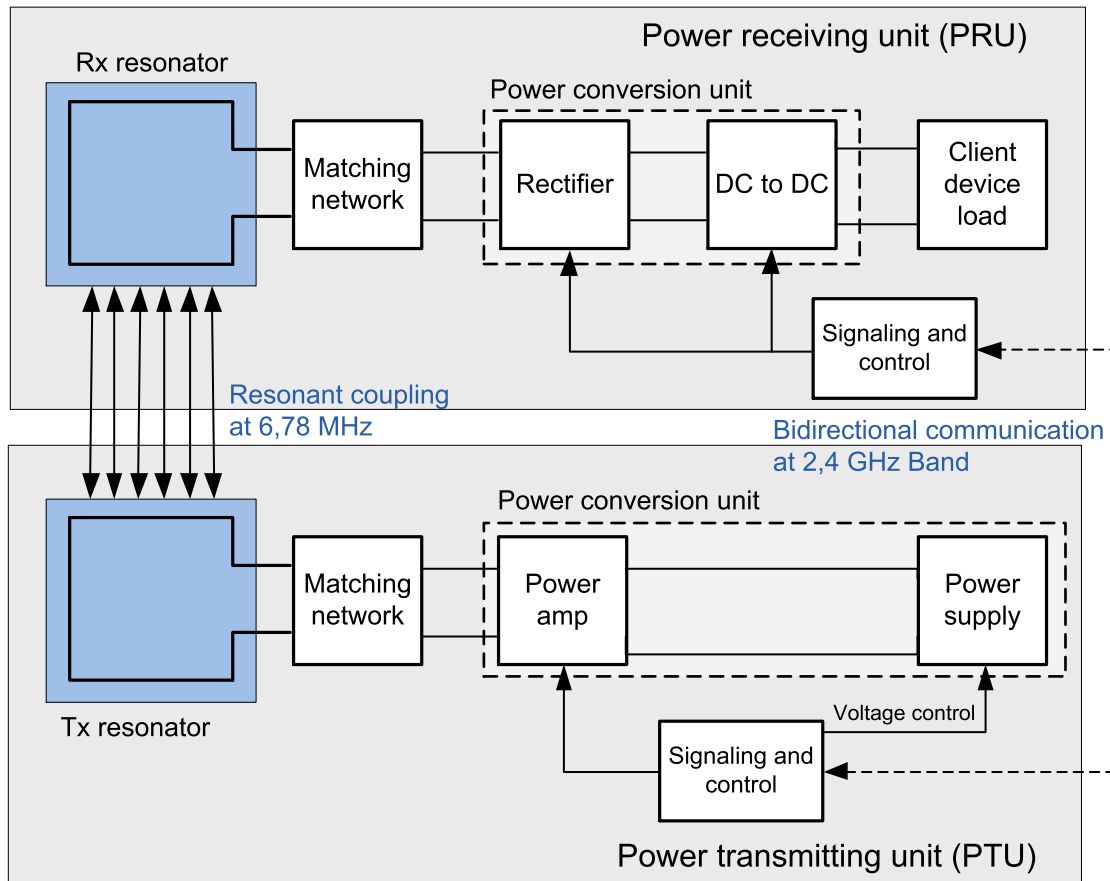 Power receiving unit (PRU)
Rx resonator
Power conversion unit
Matching
network
Rectifier
DC to DC
Client
device
load
Signaling and
control
Resonant coupling
at 6,78 MHz
Bidirectional communication
at 2,4 GHz Band
Power conversion unit
Matching
network
Power
amp
Power
supply
Tx resonator
Voltage control
Signaling and
control
Power transmitting unit (PTU)